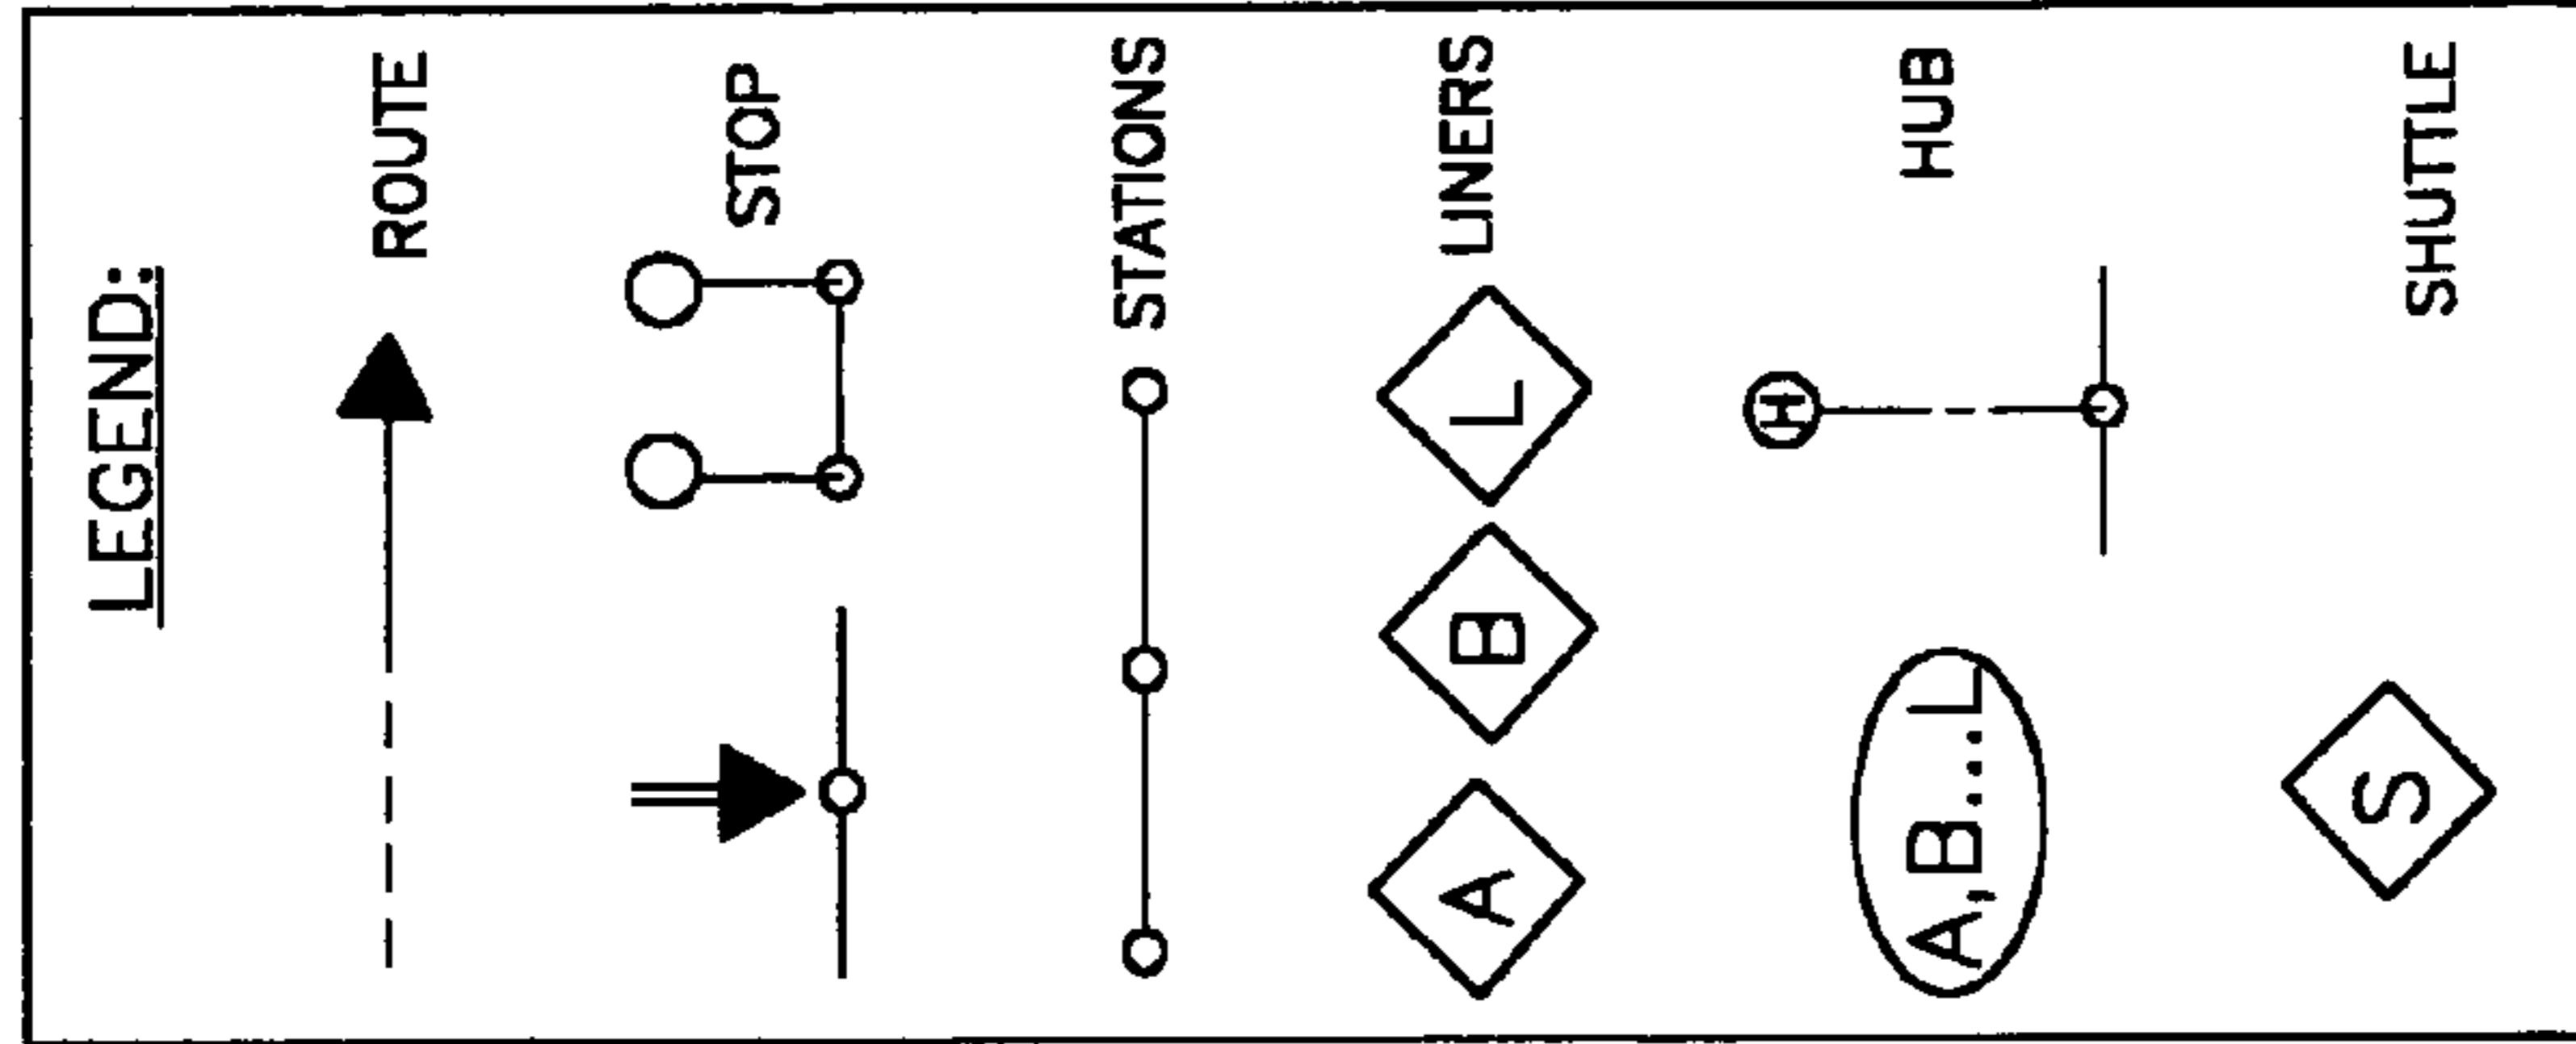 LEGEND:
ROUTE
STOP
STATIONS
A B L LINERS
A,B...L H HUB
S SHUTTLE